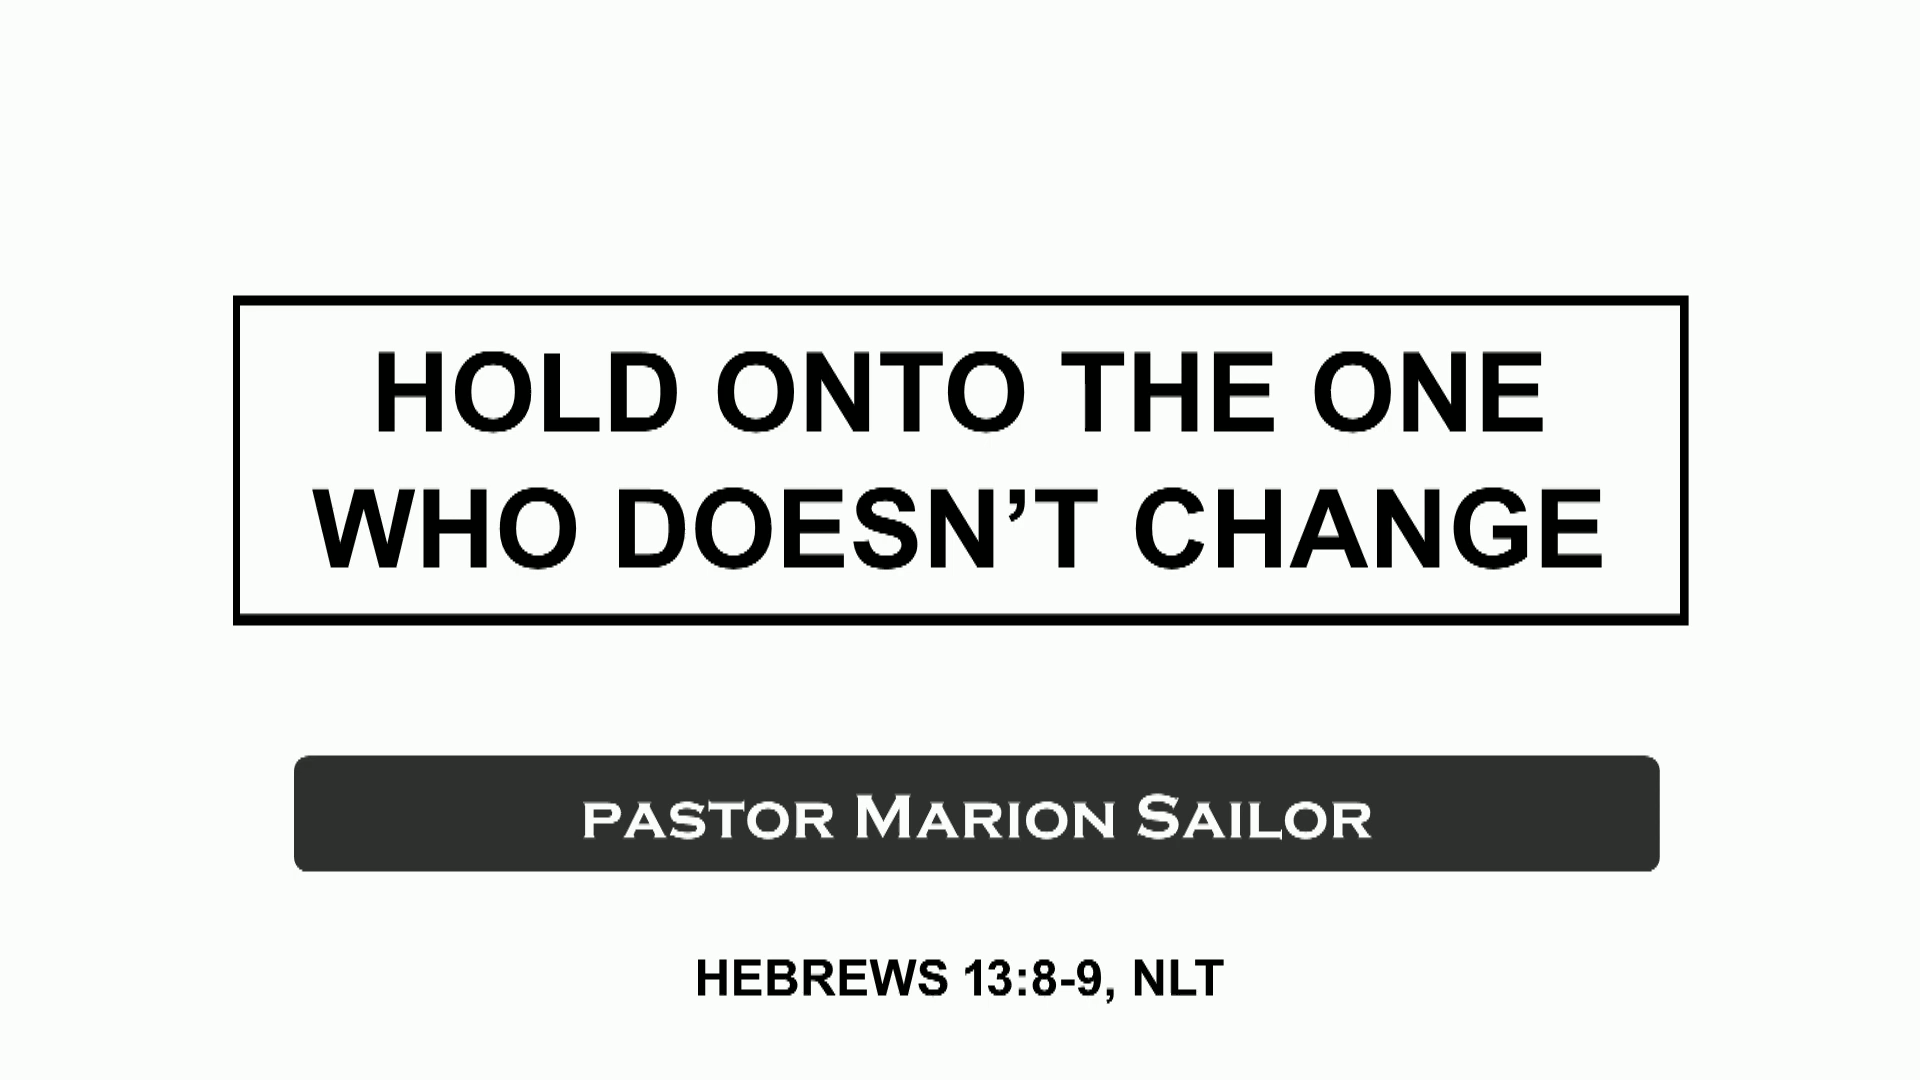 HOLD ONTO THE ONE
WHO DOESN’T CHANGE
PASTOR MARION SAILOR
HEBREWS 13:8-9, NLT